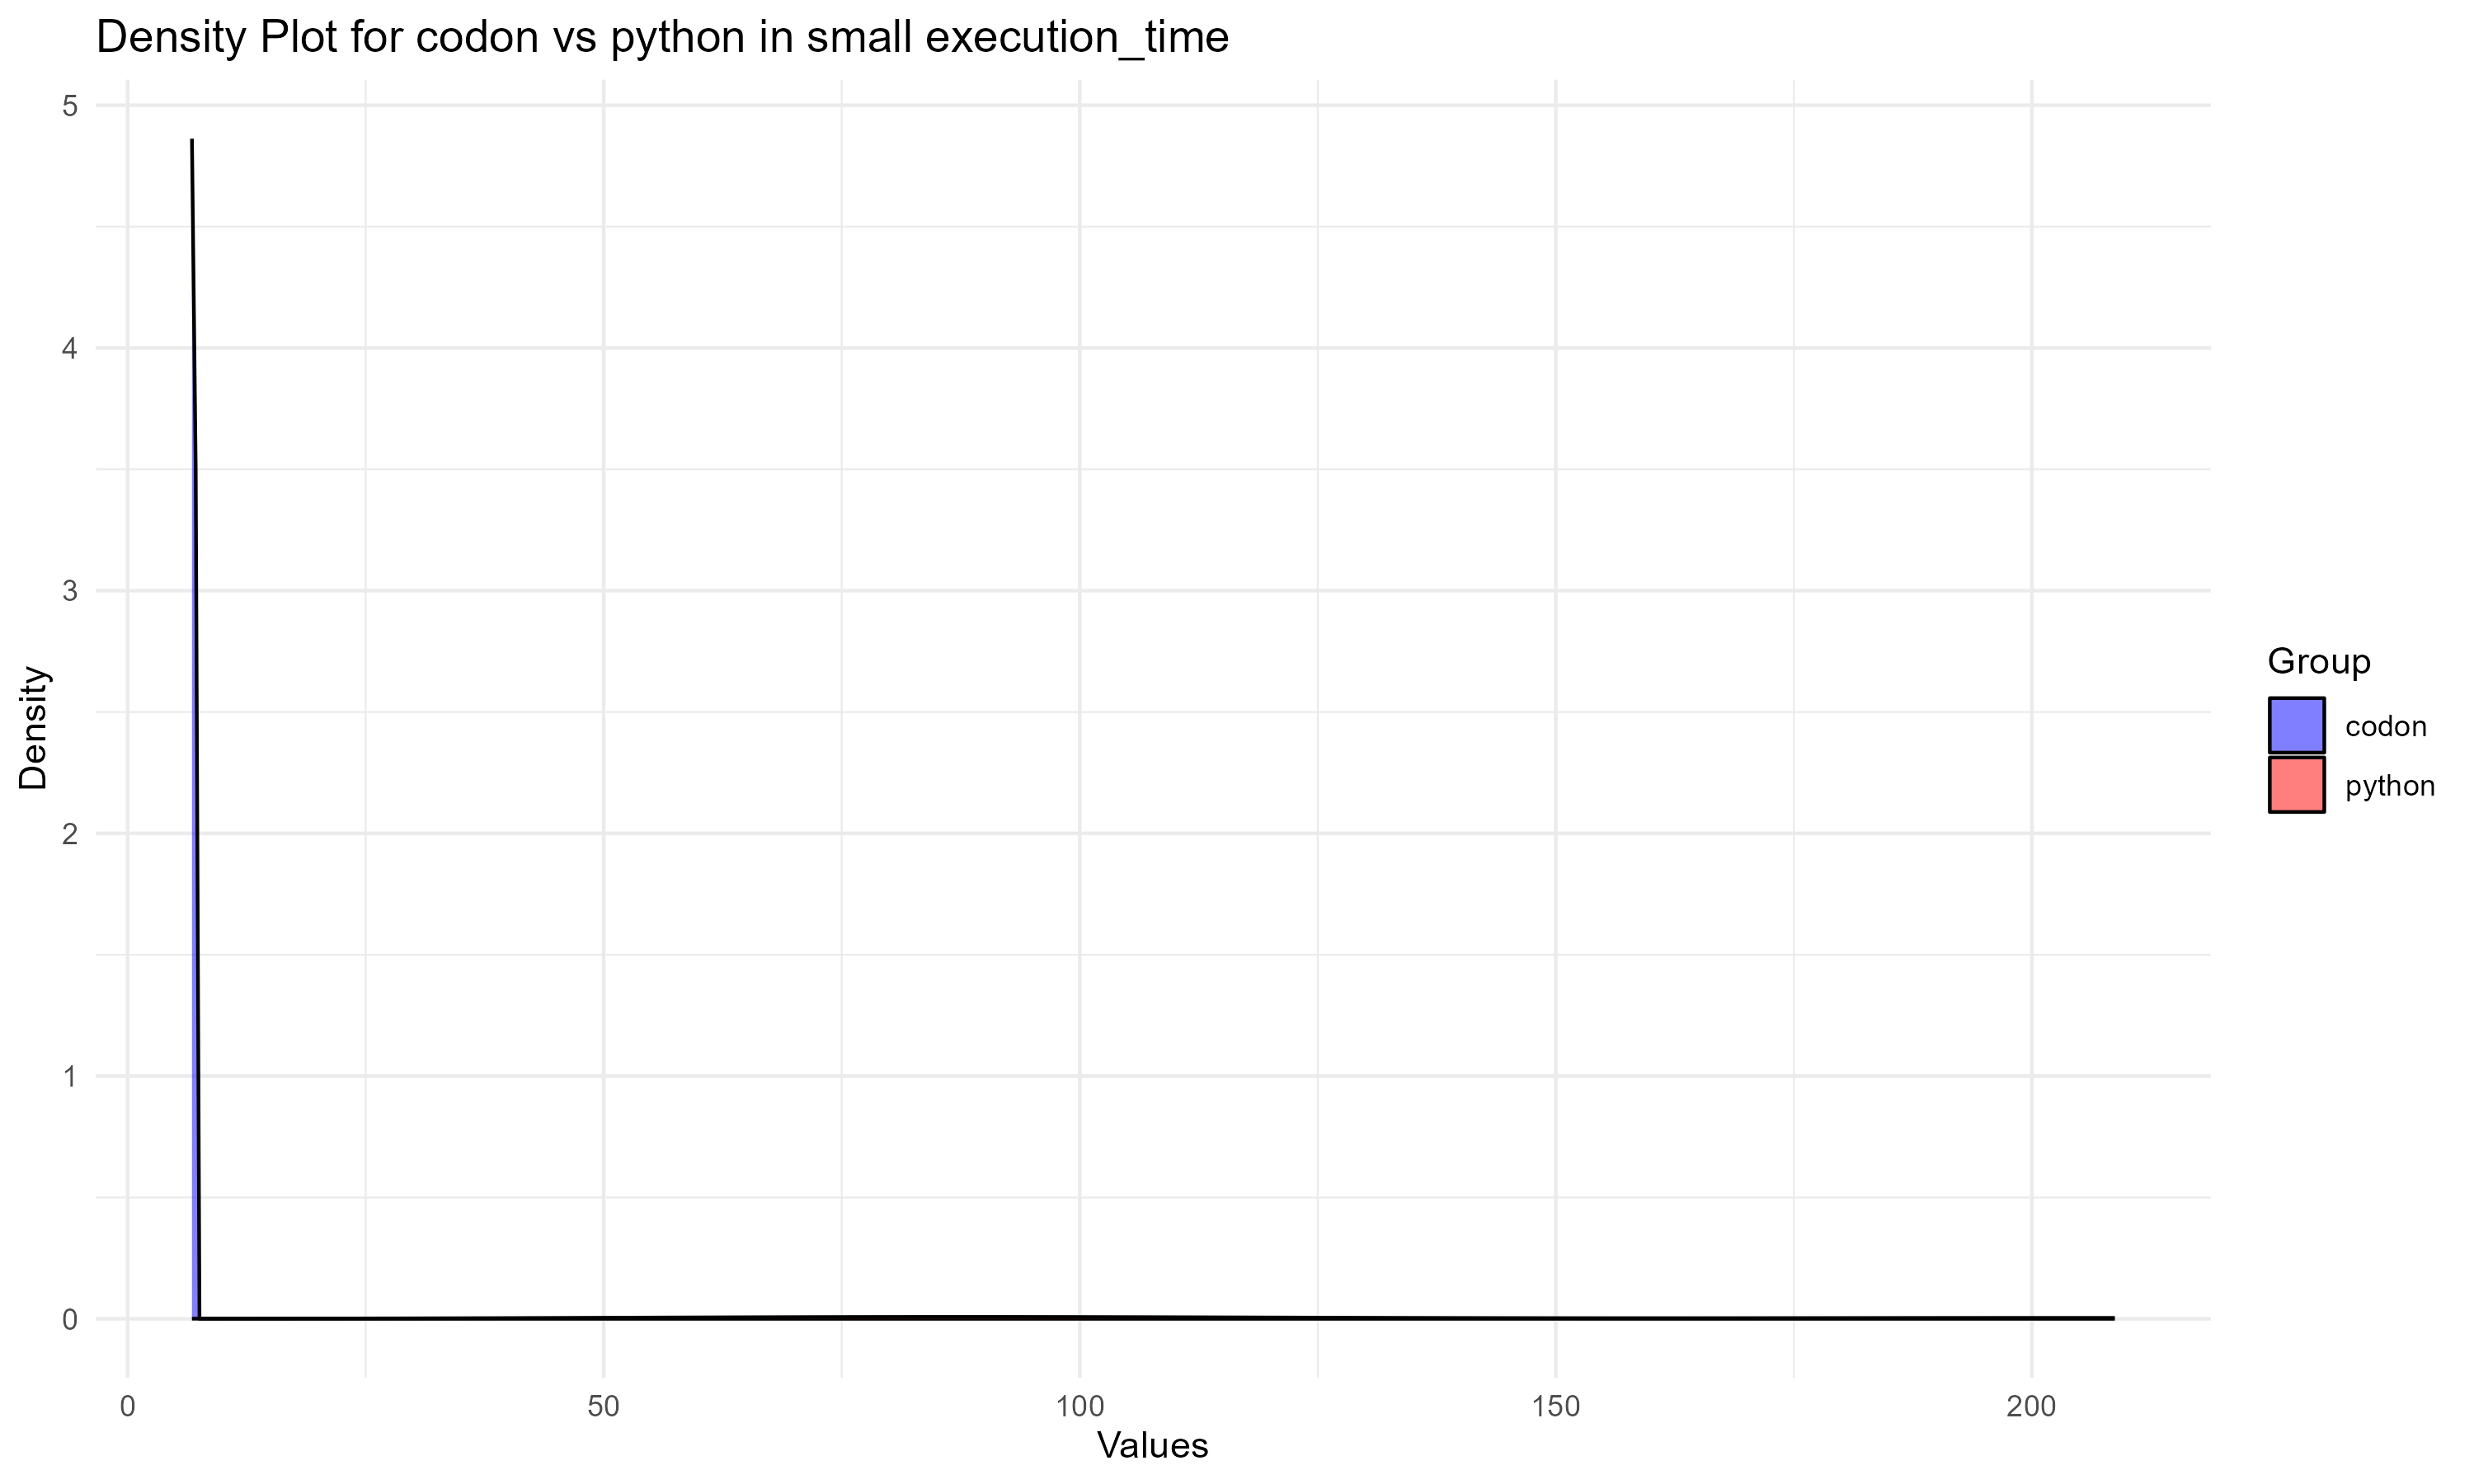 Density Plot for codon vs python in small execution_time
5
4
3
2
1
0
Density
0 50 100 150 200
Values
Group
codon
python